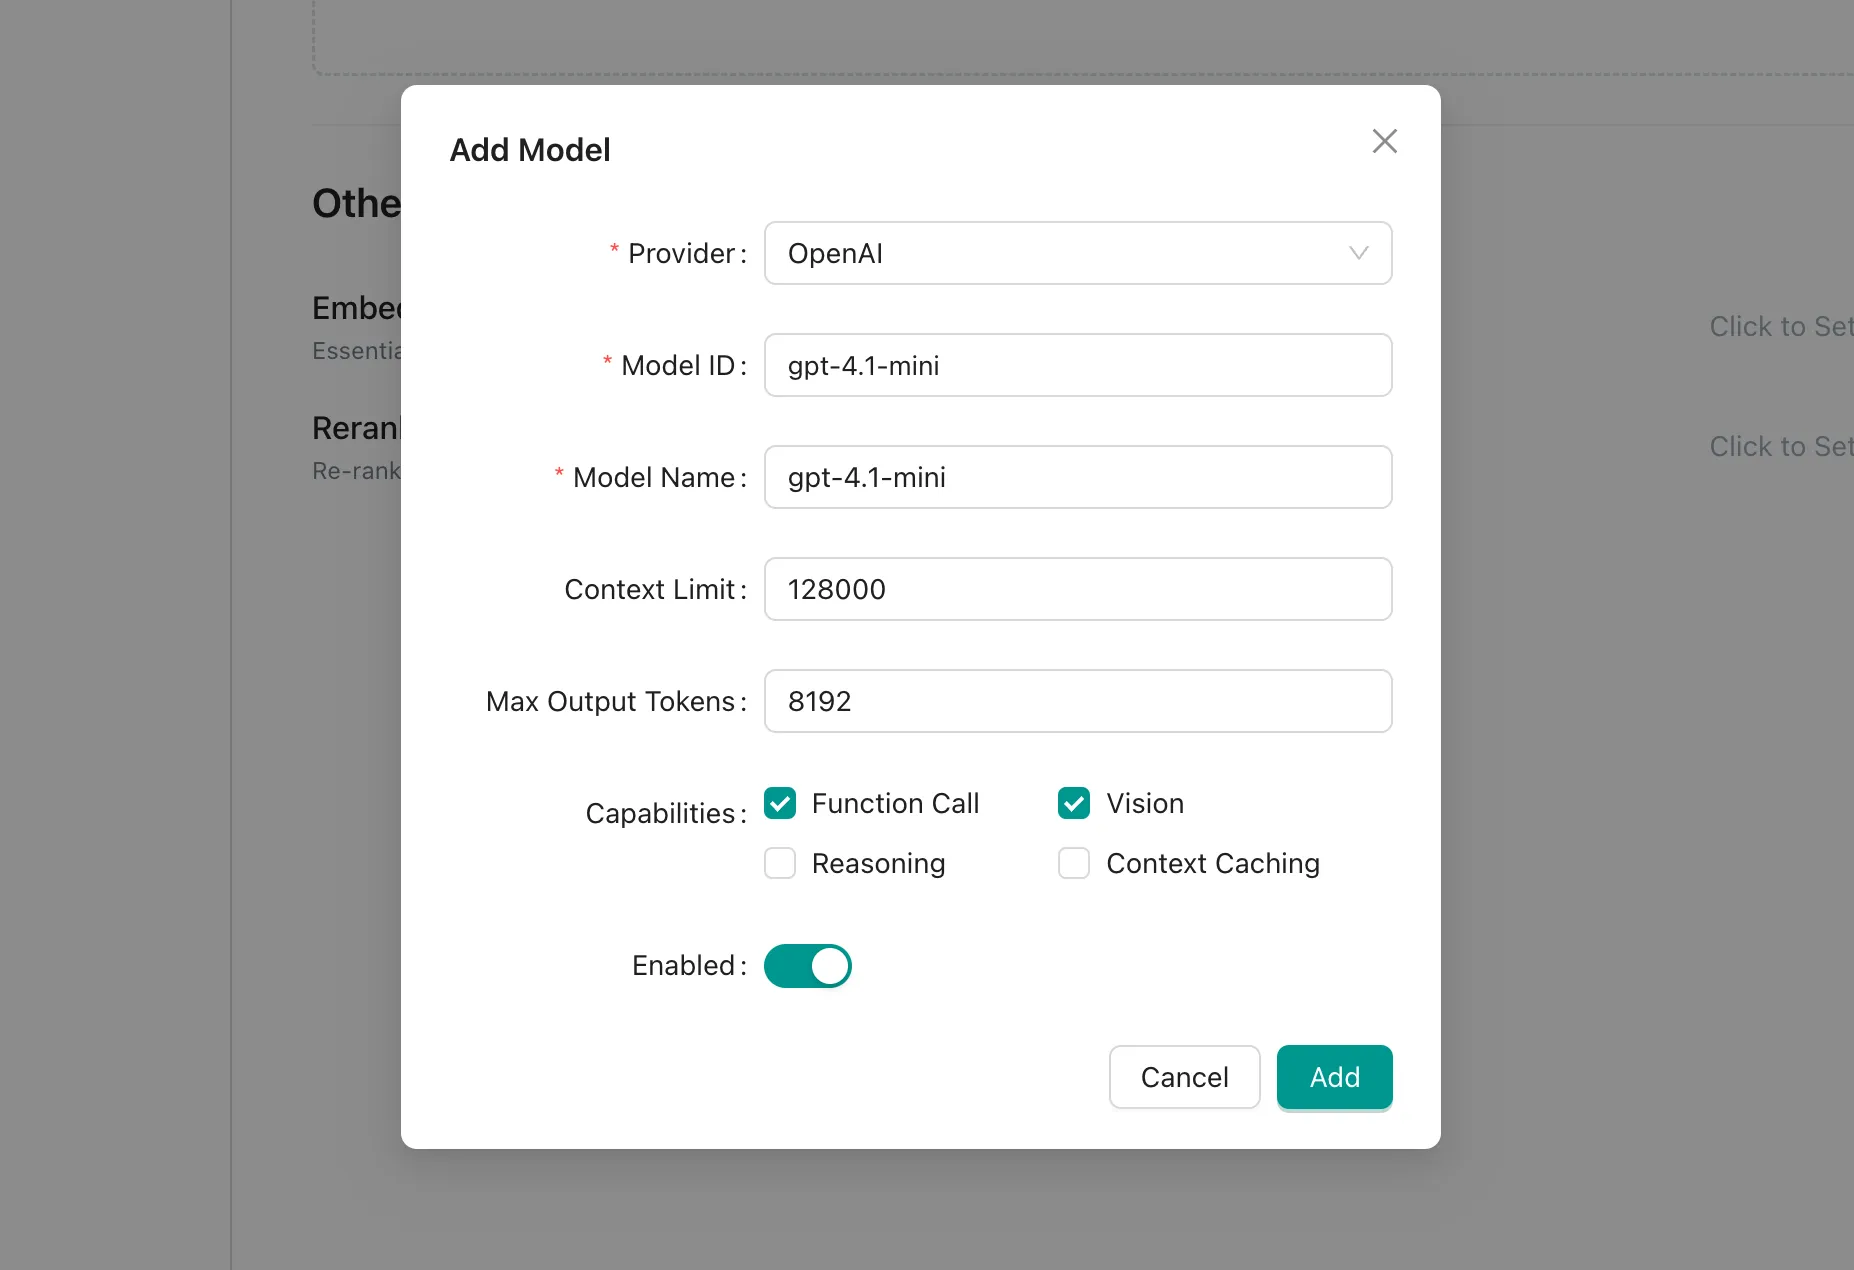 Add Model
Othe
* Provider: OpenAI
Embed
Essentia
Click to Set
* Model ID: gpt-4.1-mini
Rerank
Re-rank
Click to Set
* Model Name: gpt-4.1-mini
Context Limit: 128000
Max Output Tokens: 8192
Capabilities: Function Call Vision
Reasoning Context Caching
Enabled:
Cancel Add